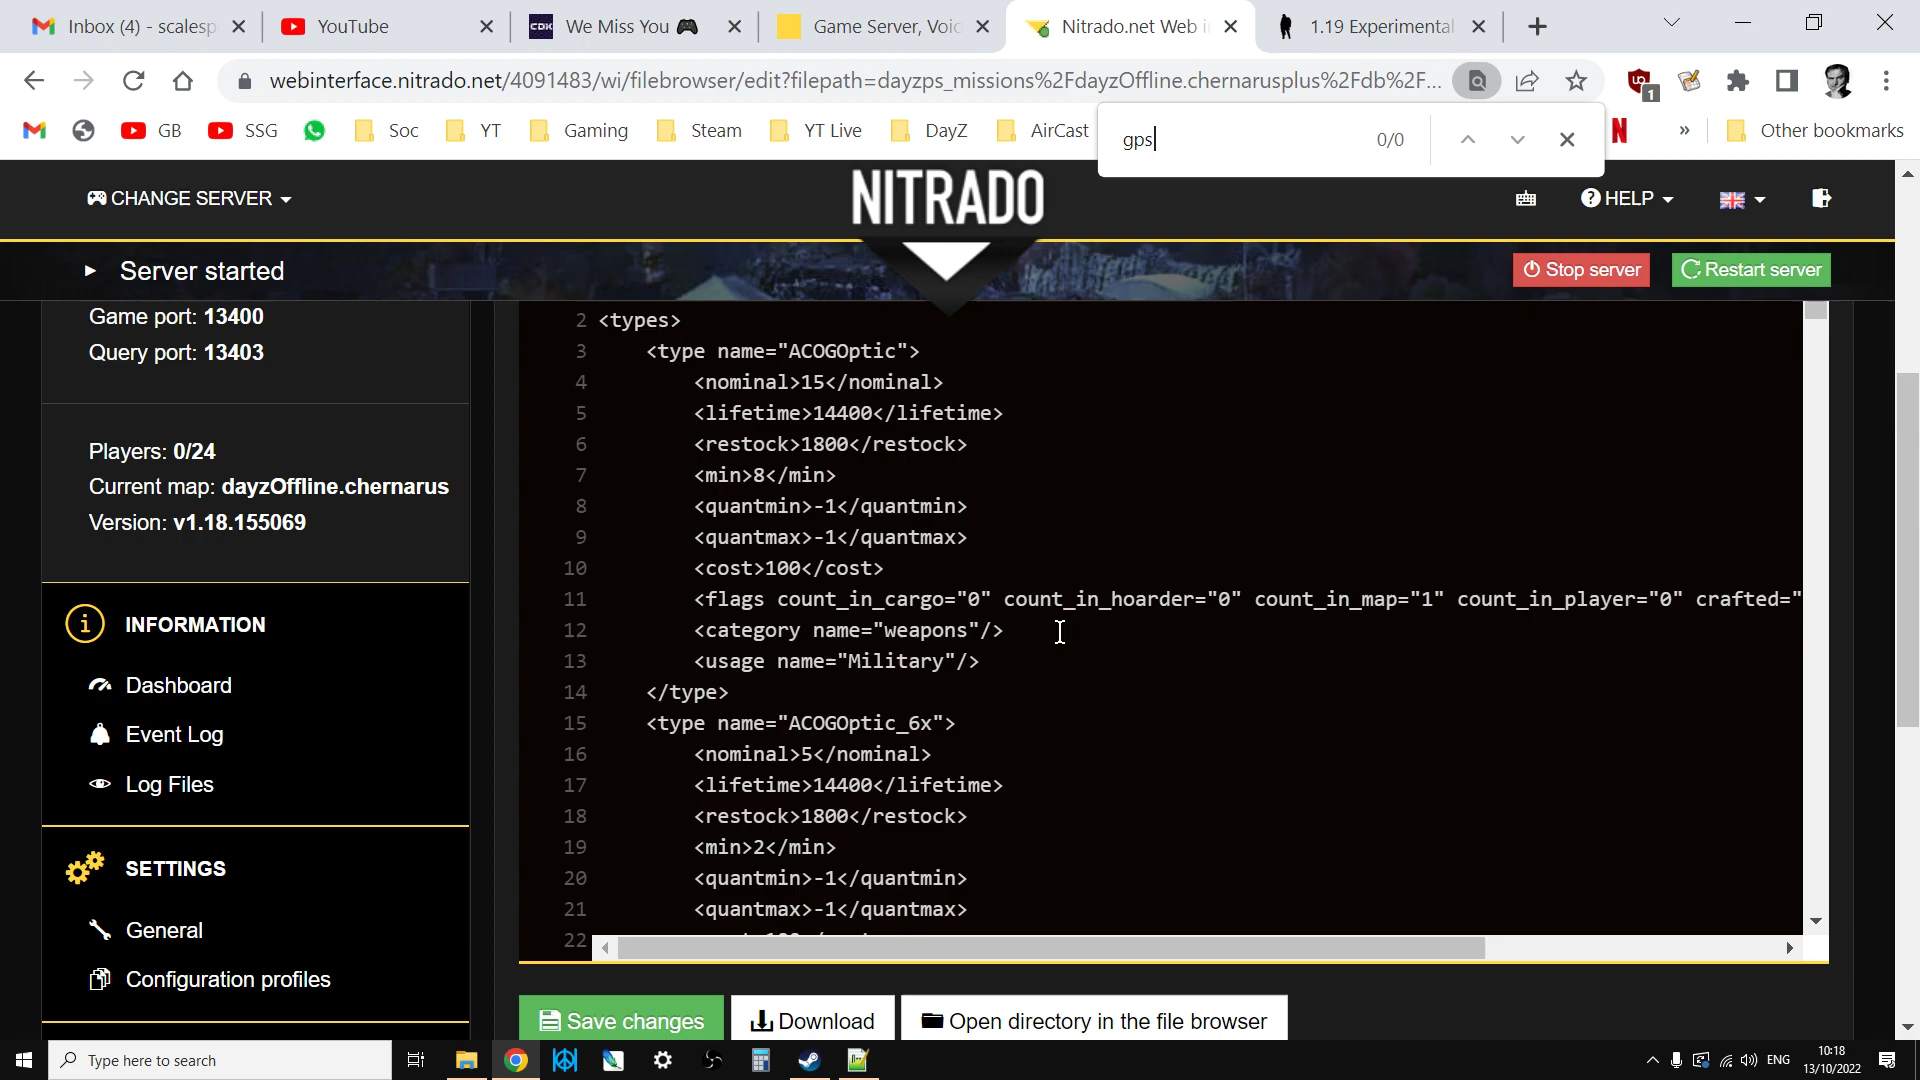 Inbox (4) - scalesp
YouTube
CDK
We Miss You 🎮
Game Server, Voic
Nitrado.net Web i
1.19 Experimental
webinterface.nitrado.net/4091483/wi/filebrowser/edit?filepath=dayzps_missions%2FdayzOffline.chernarusplus%2Fdb%2F...
1
GB
SSG
Soc
YT
Gaming
Steam
YT Live
DayZ
AirCast
gps
0/0
»
Other bookmarks
CHANGE SERVER
NITRADO
HELP
Server started
Stop server
Restart server
Game port: 13400
Query port: 13403
Players: 0/24
Current map: dayzOffline.chernarus
Version: v1.18.155069
INFORMATION
Dashboard
Event Log
Log Files
SETTINGS
General
Configuration profiles
2 <types>
3 <type name="ACOGOptic">
4 <nominal>15</nominal>
5 <lifetime>14400</lifetime>
6 <restock>1800</restock>
7 <min>8</min>
8 <quantmin>-1</quantmin>
9 <quantmax>-1</quantmax>
10 <cost>100</cost>
11 <flags count_in_cargo="0" count_in_hoarder="0" count_in_map="1" count_in_player="0" crafted="
12 <category name="weapons"/>
13 <usage name="Military"/>
14 </type>
15 <type name="ACOGOptic_6x">
16 <nominal>5</nominal>
17 <lifetime>14400</lifetime>
18 <restock>1800</restock>
19 <min>2</min>
20 <quantmin>-1</quantmin>
21 <quantmax>-1</quantmax>
22
Save changes
Download
Open directory in the file browser
Type here to search
ENG
10:18
13/10/2022